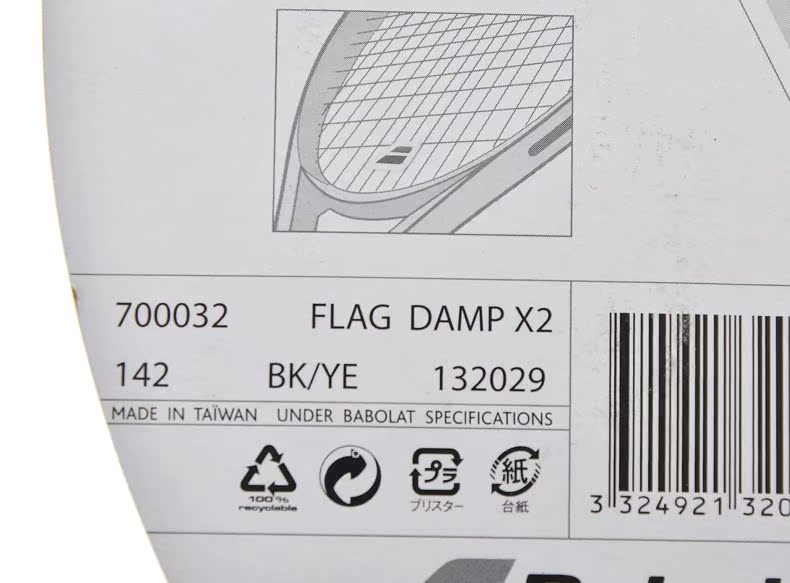 700032 FLAG DAMP X2
142 BK/YE 132029
MADE IN TAÏWAN UNDER BABOLAT SPECIFICATIONS
100% recyclable
プラ
ブリスター
紙
台紙
3 324921 320